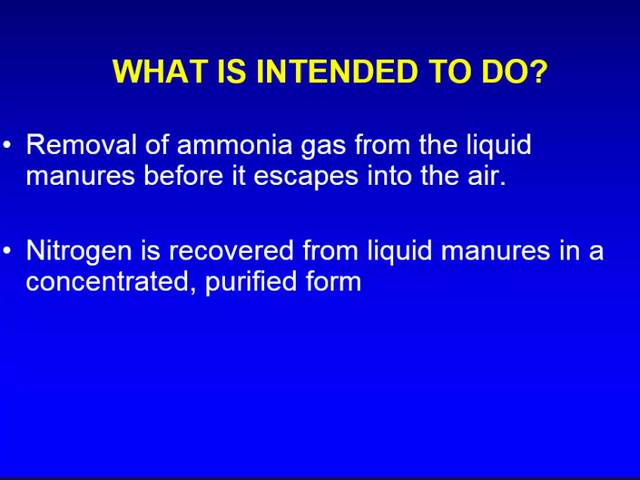 WHAT IS INTENDED TO DO?
• Removal of ammonia gas from the liquid
manures before it escapes into the air.
• Nitrogen is recovered from liquid manures in a
concentrated, purified form